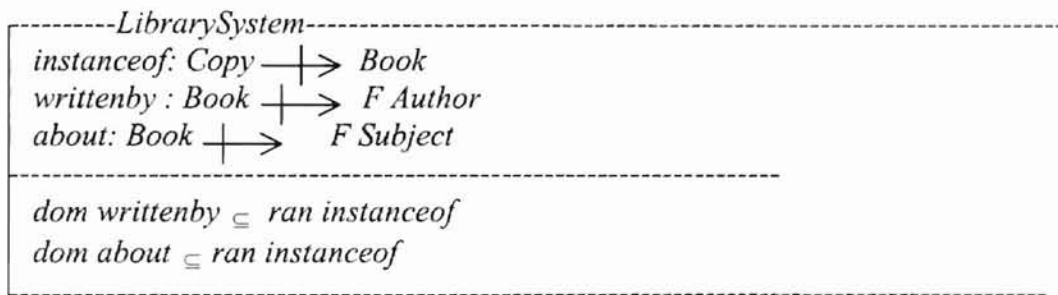 LibrarySystem
instanceof: Copy ⇸ Book
writtenby : Book ⇸ F Author
about: Book ⇸ F Subject
dom writtenby ⊆ ran instanceof
dom about ⊆ ran instanceof